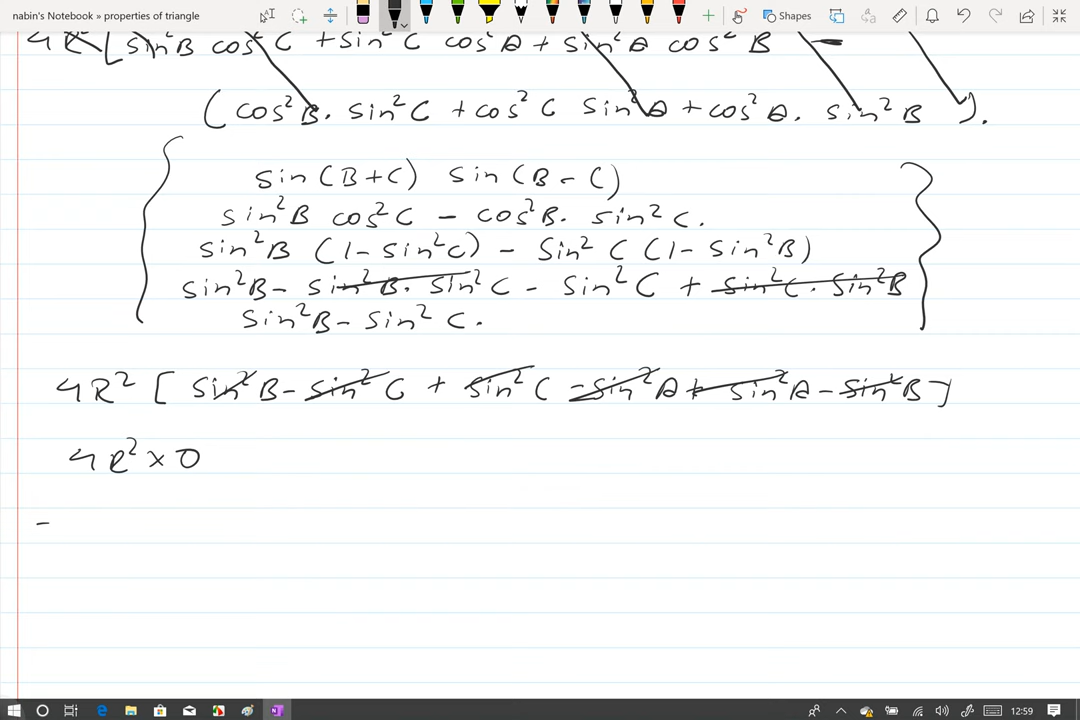 nabin's Notebook » properties of triangle
Shapes
4R² [sin²B cos²C + sin²C cos²A + sin²A cos²B -
(cos²B. sin²C + cos²C sin²A + cos²A. sin²B ).
sin (B+C) sin (B - C)
sin²B cos²C - cos²B. sin²C.
sin²B (1- sin²C) - sin²C (1- sin²B)
sin²B - sin²B. sin²C - sin²C + sin²C. sin²B
sin²B - sin²C.
4R² [ sin²B - sin²C + sin²C - sin²A + sin²A - sin²B ]
4R² × 0
-
12:59